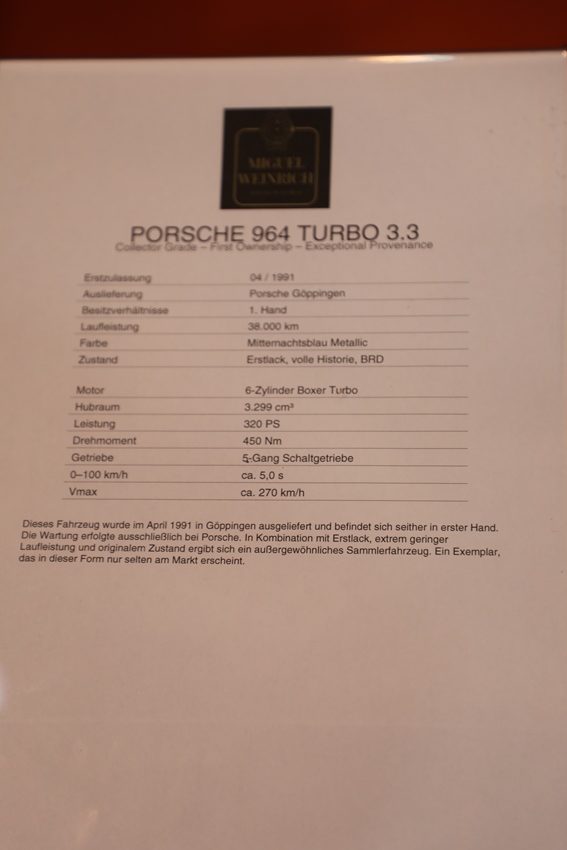 MIGUEL
WEINRICH
PORSCHE 964 TURBO 3.3
Collector Grade – First Ownership – Exceptional Provenance
Erstzulassung 04 / 1991
Auslieferung Porsche Göppingen
Besitzverhältnisse 1. Hand
Laufleistung 38.000 km
Farbe Mitternachtsblau Metallic
Zustand Erstlack, volle Historie, BRD
Motor 6-Zylinder Boxer Turbo
Hubraum 3.299 cm³
Leistung 320 PS
Drehmoment 450 Nm
Getriebe 5-Gang Schaltgetriebe
0–100 km/h ca. 5,0 s
Vmax ca. 270 km/h
Dieses Fahrzeug wurde im April 1991 in Göppingen ausgeliefert und befindet sich seither in erster Hand.
Die Wartung erfolgte ausschließlich bei Porsche. In Kombination mit Erstlack, extrem geringer
Laufleistung und originalem Zustand ergibt sich ein außergewöhnliches Sammlerfahrzeug. Ein Exemplar,
das in dieser Form nur selten am Markt erscheint.